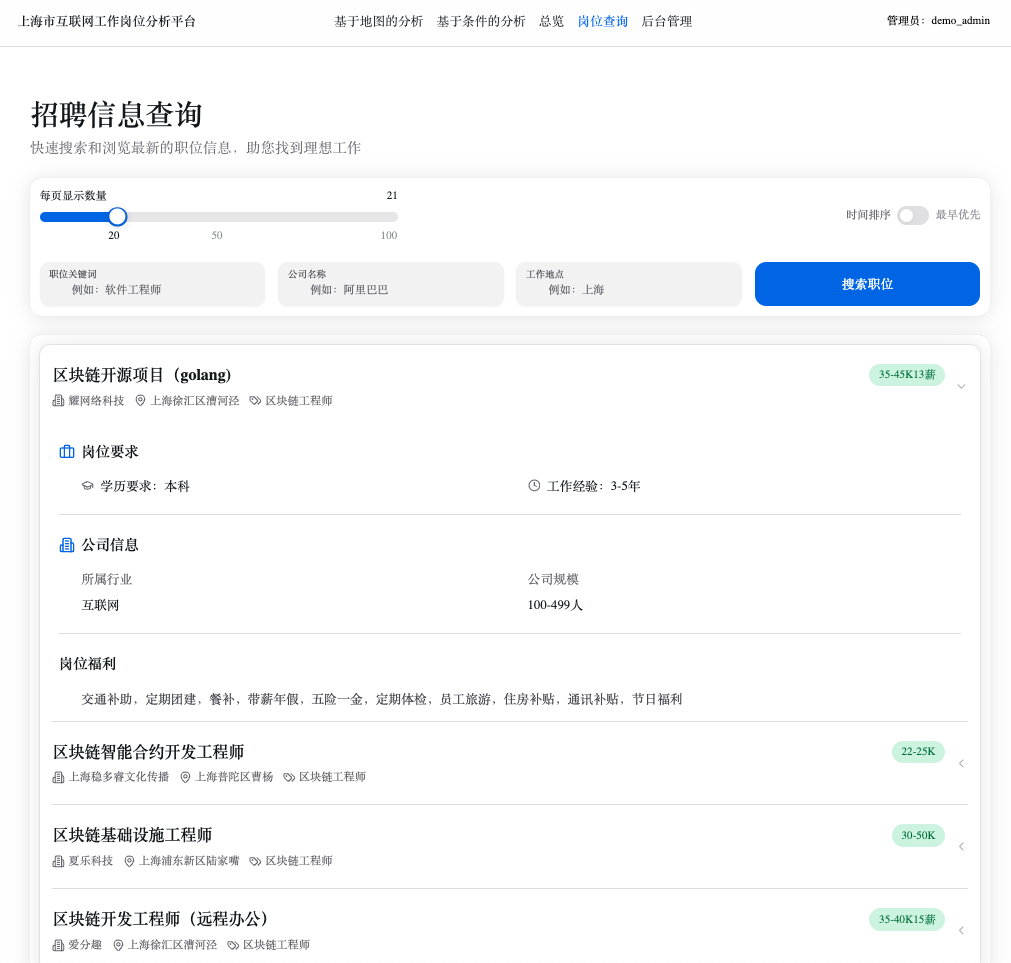 上海市互联网工作岗位分析平台 基于地图的分析 基于条件的分析 总览 岗位查询 后台管理 管理员：demo_admin
招聘信息查询
快速搜索和浏览最新的职位信息，助您找到理想工作
每页显示数量 21
时间排序 最早优先
20 50 100
职位关键词 公司名称 工作地点
例如：软件工程师 例如：阿里巴巴 例如：上海 搜索职位
区块链开源项目（golang） 35-45K13薪
耀网络科技 上海徐汇区漕河泾 区块链工程师
岗位要求
学历要求：本科 工作经验：3-5年
公司信息
所属行业 公司规模
互联网 100-499人
岗位福利
交通补助，定期团建，餐补，带薪年假，五险一金，定期体检，员工旅游，住房补贴，通讯补贴，节日福利
区块链智能合约开发工程师 22-25K
上海稳多睿文化传播 上海普陀区曹杨 区块链工程师
区块链基础设施工程师 30-50K
夏乐科技 上海浦东新区陆家嘴 区块链工程师
区块链开发工程师（远程办公） 35-40K15薪
爱分趣 上海徐汇区漕河泾 区块链工程师